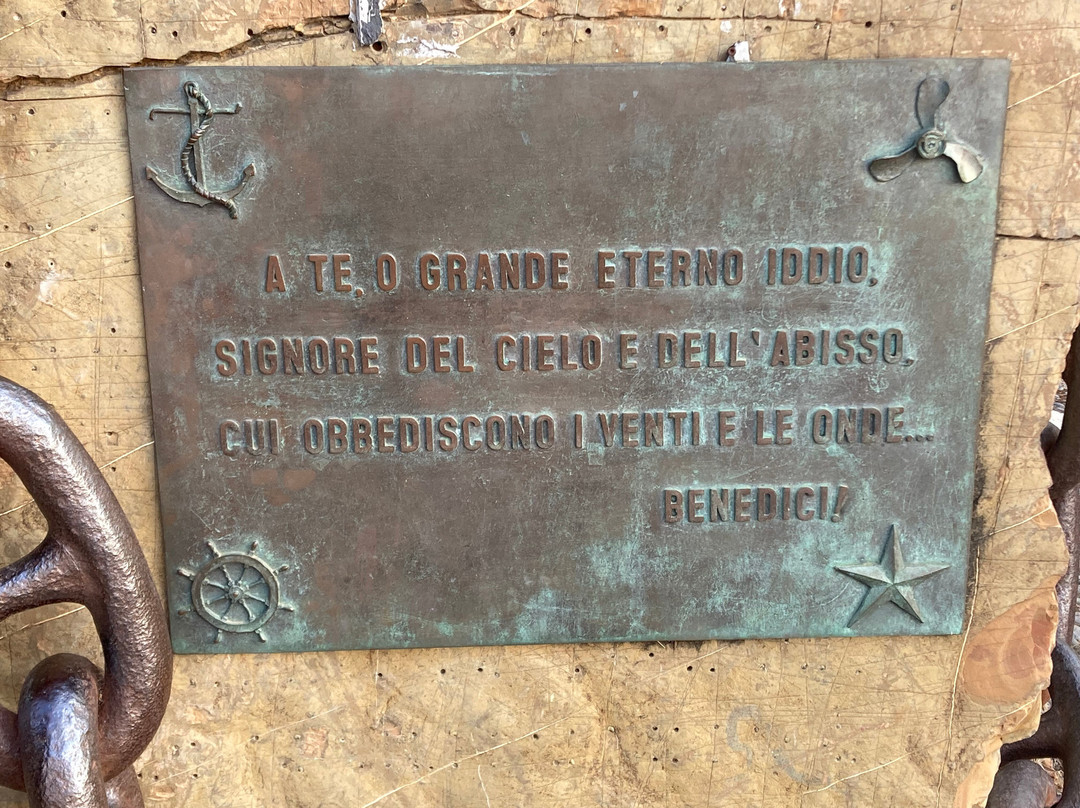 A TE, O GRANDE ETERNO IDDIO,
SIGNORE DEL CIELO E DELL'ABISSO,
CUI OBBEDISCONO I VENTI E LE ONDE...
BENEDICI!